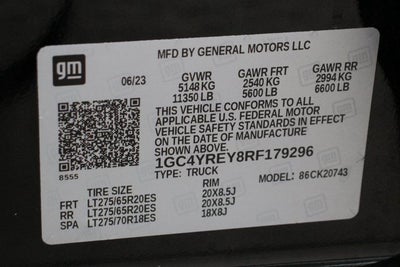 gm
MFD BY GENERAL MOTORS LLC
06/23 GVWR GAWR FRT GAWR RR
5148 KG 2540 KG 2994 KG
11350 LB 5600 LB 6600 LB
THIS VEHICLE CONFORMS TO ALL
APPLICABLE U.S. FEDERAL MOTOR
VEHICLE SAFETY STANDARDS IN EFFECT
ON THE DATE OF MANUFACTURE
SHOWN ABOVE.
8555 1GC4YREY8RF179296
TYPE: TRUCK MODEL: 86CK20743
TIRE SIZE RIM
FRT LT275/65R20ES 20X8.5J
RR LT275/65R20ES 20X8.5J
SPA LT275/70R18ES 18X8J